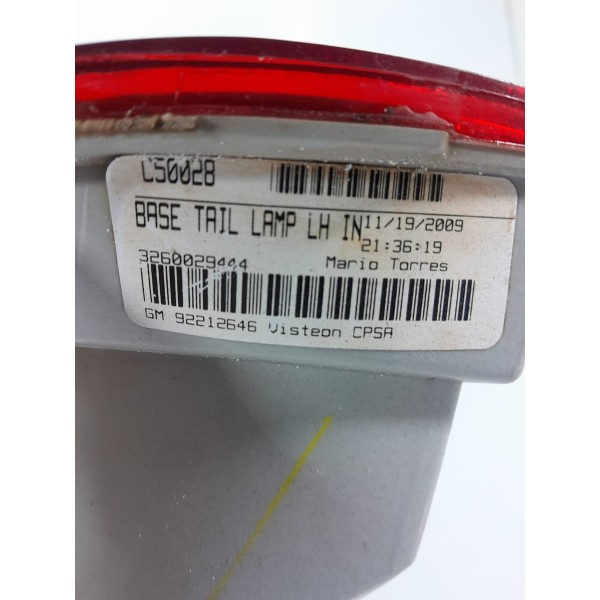 C50028
BASE TAIL LAMP LH IN 11/19/2009
21:36:19
3260029444 Mario Torres
GM 92212646 Visteon CPSA